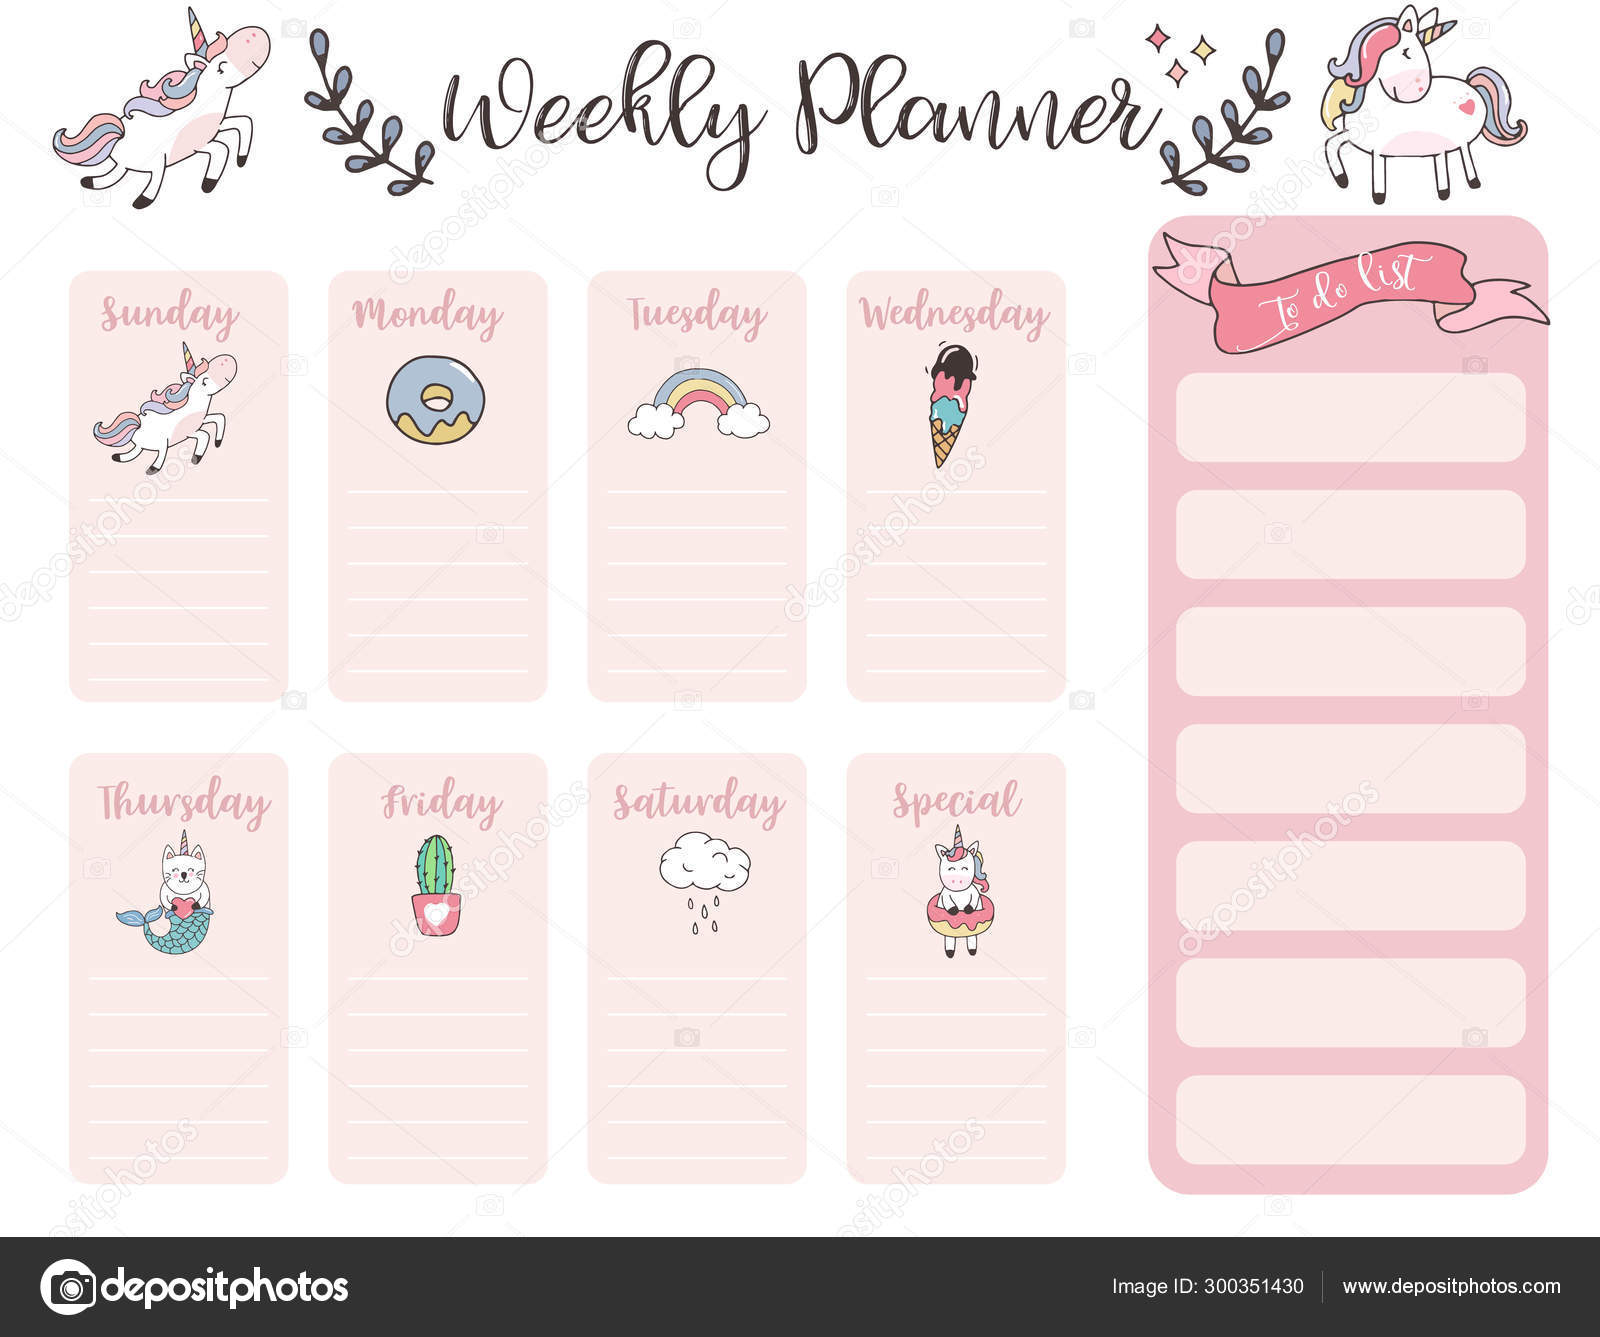 Weekly Planner
To do list
Sunday
Monday
Tuesday
Wednesday
Thursday
Friday
Saturday
Special
depositphotos
Image ID: 300351430
www.depositphotos.com